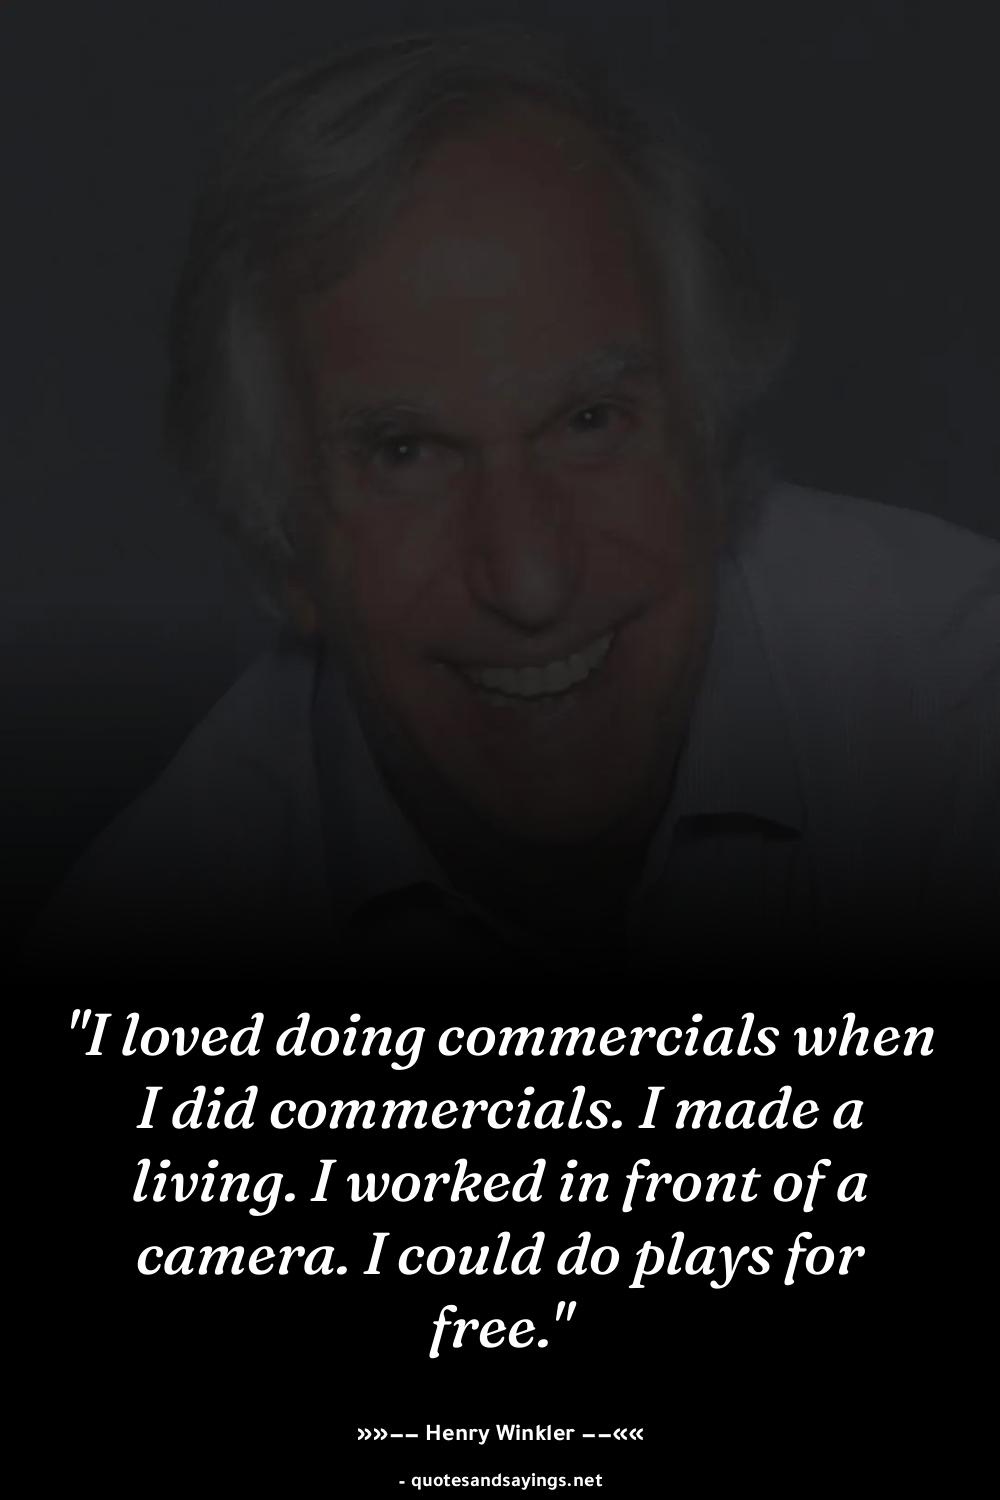 "I loved doing commercials when
I did commercials. I made a
living. I worked in front of a
camera. I could do plays for
free."
»»–– Henry Winkler ––««
- quotesandsayings.net